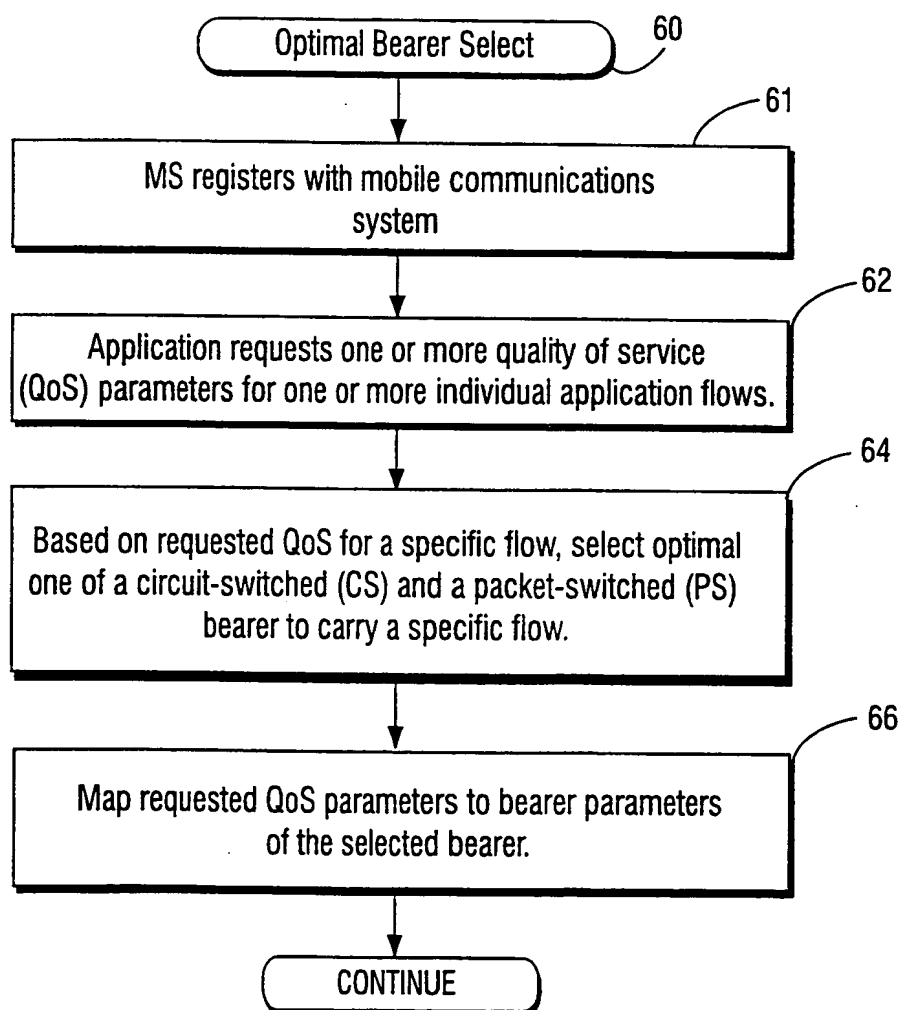 Optimal Bearer Select
60
61
MS registers with mobile communications
system
62
Application requests one or more quality of service
(QoS) parameters for one or more individual application flows.
64
Based on requested QoS for a specific flow, select optimal
one of a circuit-switched (CS) and a packet-switched (PS)
bearer to carry a specific flow.
66
Map requested QoS parameters to bearer parameters
of the selected bearer.
CONTINUE